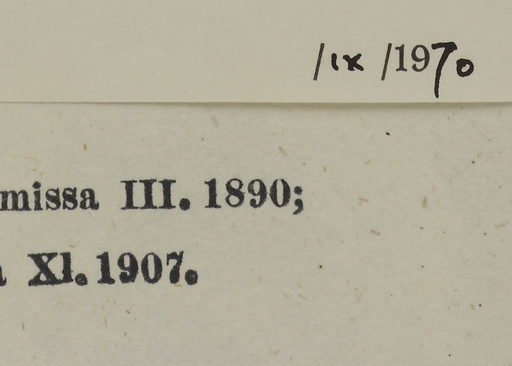 /IX /1970
missa III. 1890;
XI. 1907.